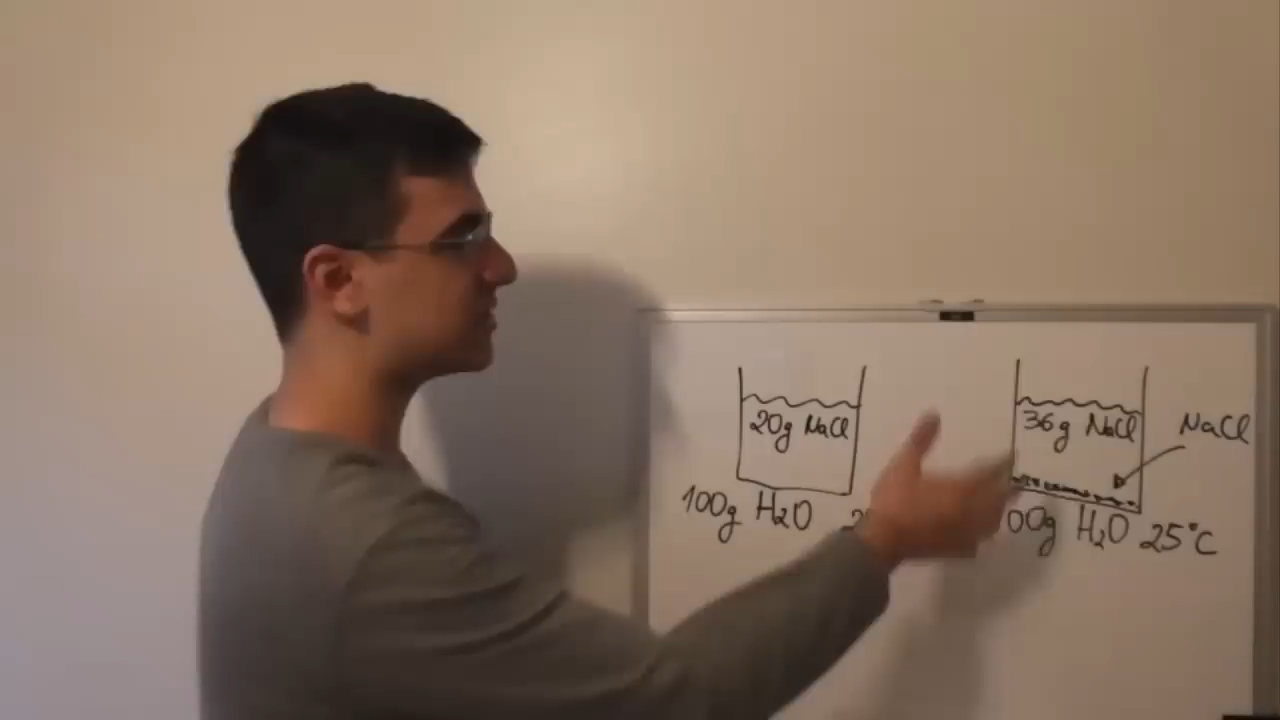 20g NaCl
100g H₂O
36g NaCl
NaCl
00g H₂O 25°C